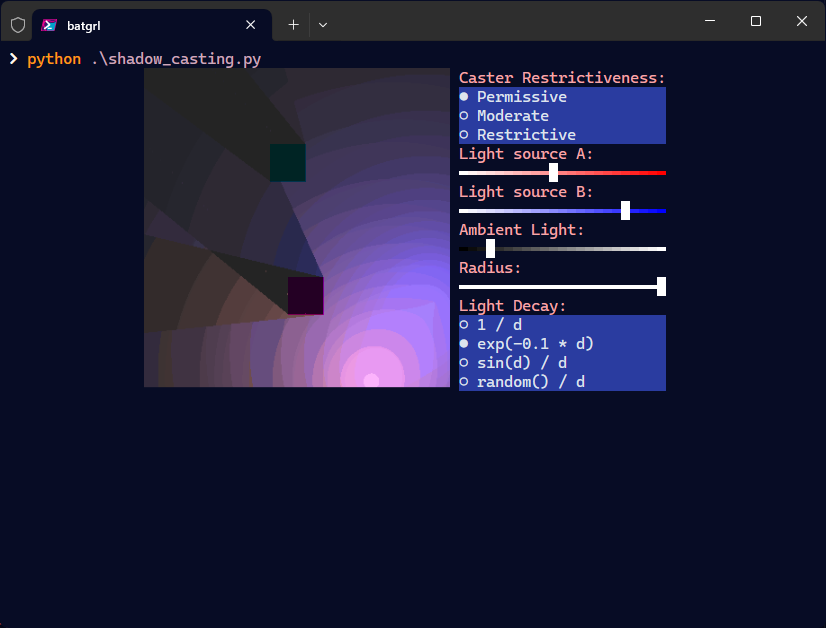 batgrl
❯ python .\shadow_casting.py
Caster Restrictiveness:
Permissive
Moderate
Restrictive
Light source A:
Light source B:
Ambient Light:
Radius:
Light Decay:
1 / d
exp(-0.1 * d)
sin(d) / d
random() / d